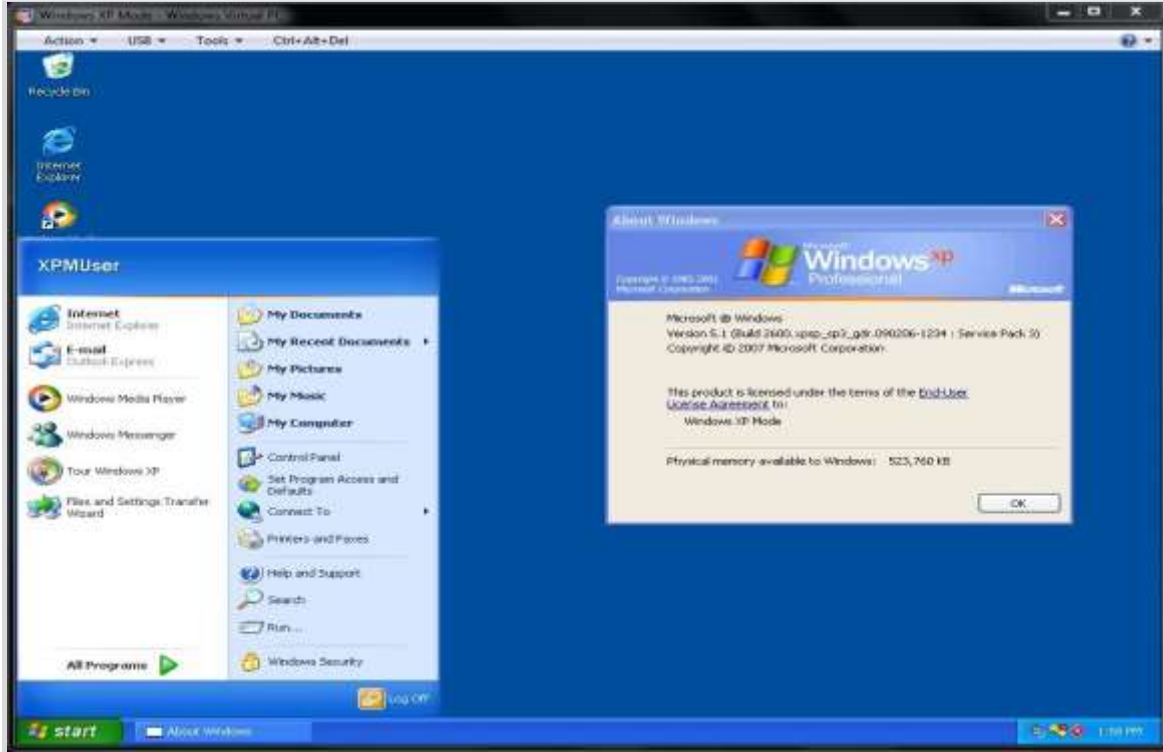 Windows XP Mode - Windows Virtual PC
Action USB Tools Ctrl+Alt+Del
Recycle Bin
Internet
Explorer
XPMUser
Internet
Internet Explorer
E-mail
Outlook Express
Windows Media Player
Windows Messenger
Tour Windows XP
Files and Settings Transfer
Wizard
All Programs
My Documents
My Recent Documents
My Pictures
My Music
My Computer
Control Panel
Set Program Access and
Defaults
Connect To
Printers and Faxes
Help and Support
Search
Run...
Windows Security
Log Off
About Windows
Microsoft
Windows xp
Professional
Copyright © 1985-2001
Microsoft Corporation
Microsoft
Microsoft ® Windows
Version 5.1 (Build 2600.xpsp_sp3_gdr.090206-1234 : Service Pack 3)
Copyright © 2007 Microsoft Corporation
This product is licensed under the terms of the End-User
License Agreement to:
Windows XP Mode
Physical memory available to Windows: 523,760 KB
OK
start
About Windows